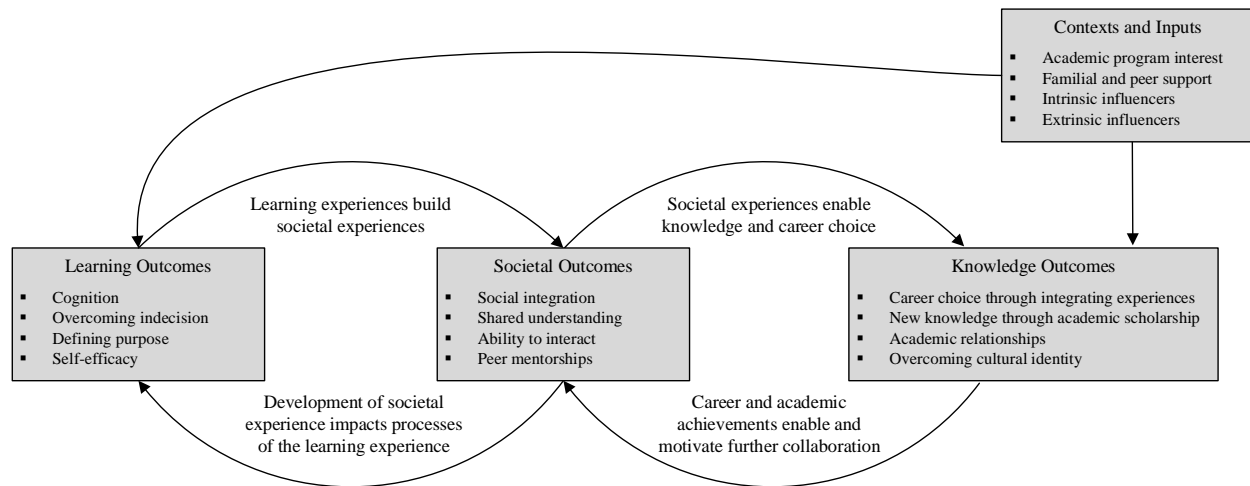 Contexts and Inputs
▪ Academic program interest
▪ Familial and peer support
▪ Intrinsic influencers
▪ Extrinsic influencers
Learning experiences build
societal experiences
Societal experiences enable
knowledge and career choice
Learning Outcomes
▪ Cognition
▪ Overcoming indecision
▪ Defining purpose
▪ Self-efficacy
Societal Outcomes
▪ Social integration
▪ Shared understanding
▪ Ability to interact
▪ Peer mentorships
Knowledge Outcomes
▪ Career choice through integrating experiences
▪ New knowledge through academic scholarship
▪ Academic relationships
▪ Overcoming cultural identity
Development of societal
experience impacts processes
of the learning experience
Career and academic
achievements enable and
motivate further collaboration